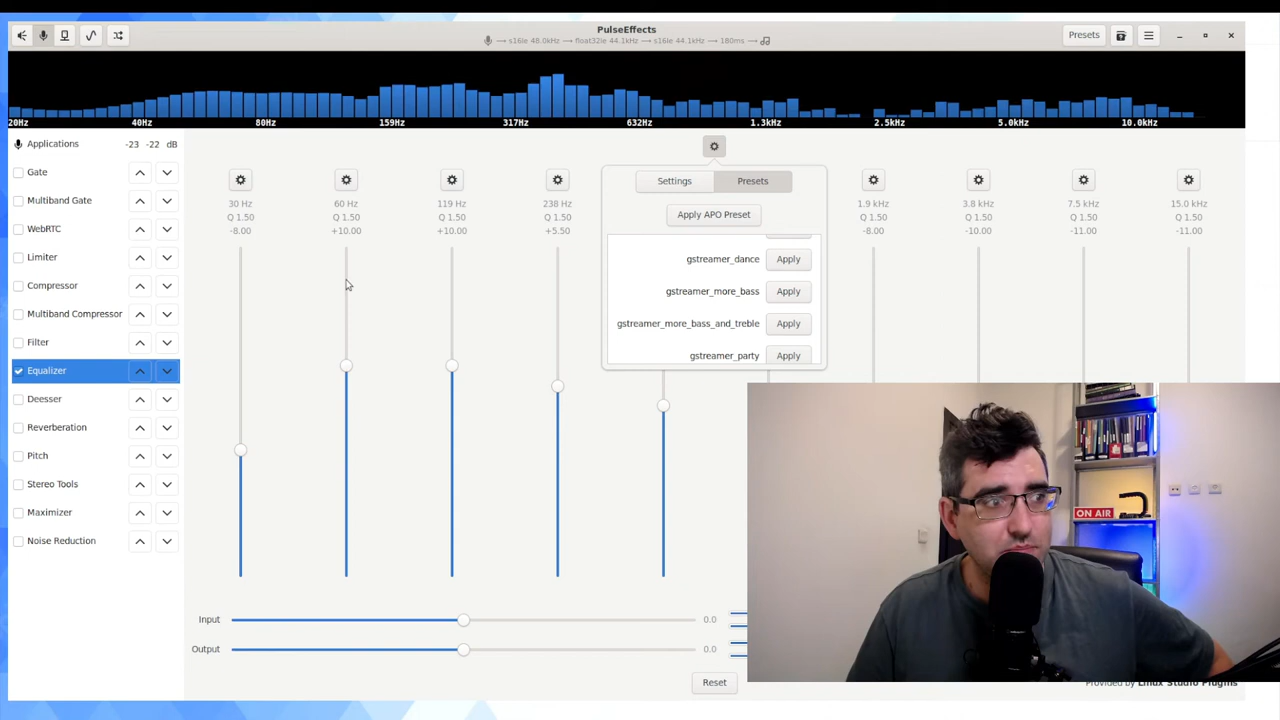 PulseEffects
s16le 48.0kHz ⟶ float32le 44.1kHz ⟶ s16le 44.1kHz ⟶ 180ms ⟶
Presets
20Hz 40Hz 80Hz 159Hz 317Hz 632Hz 1.3kHz 2.5kHz 5.0kHz 10.0kHz
Applications -23 -22 dB
Gate
Multiband Gate
WebRTC
Limiter
Compressor
Multiband Compressor
Filter
Equalizer
Deesser
Reverberation
Pitch
Stereo Tools
Maximizer
Noise Reduction
30 Hz
Q 1.50
-8.00
60 Hz
Q 1.50
+10.00
119 Hz
Q 1.50
+10.00
238 Hz
Q 1.50
+5.50
Settings Presets
Apply APO Preset
gstreamer_dance Apply
gstreamer_more_bass Apply
gstreamer_more_bass_and_treble Apply
gstreamer_party Apply
1.9 kHz
Q 1.50
-8.00
3.8 kHz
Q 1.50
-10.00
7.5 kHz
Q 1.50
-11.00
15.0 kHz
Q 1.50
-11.00
ON AIR
Input 0.0
Output 0.0
Reset
Provided by Linux Studio Plugins